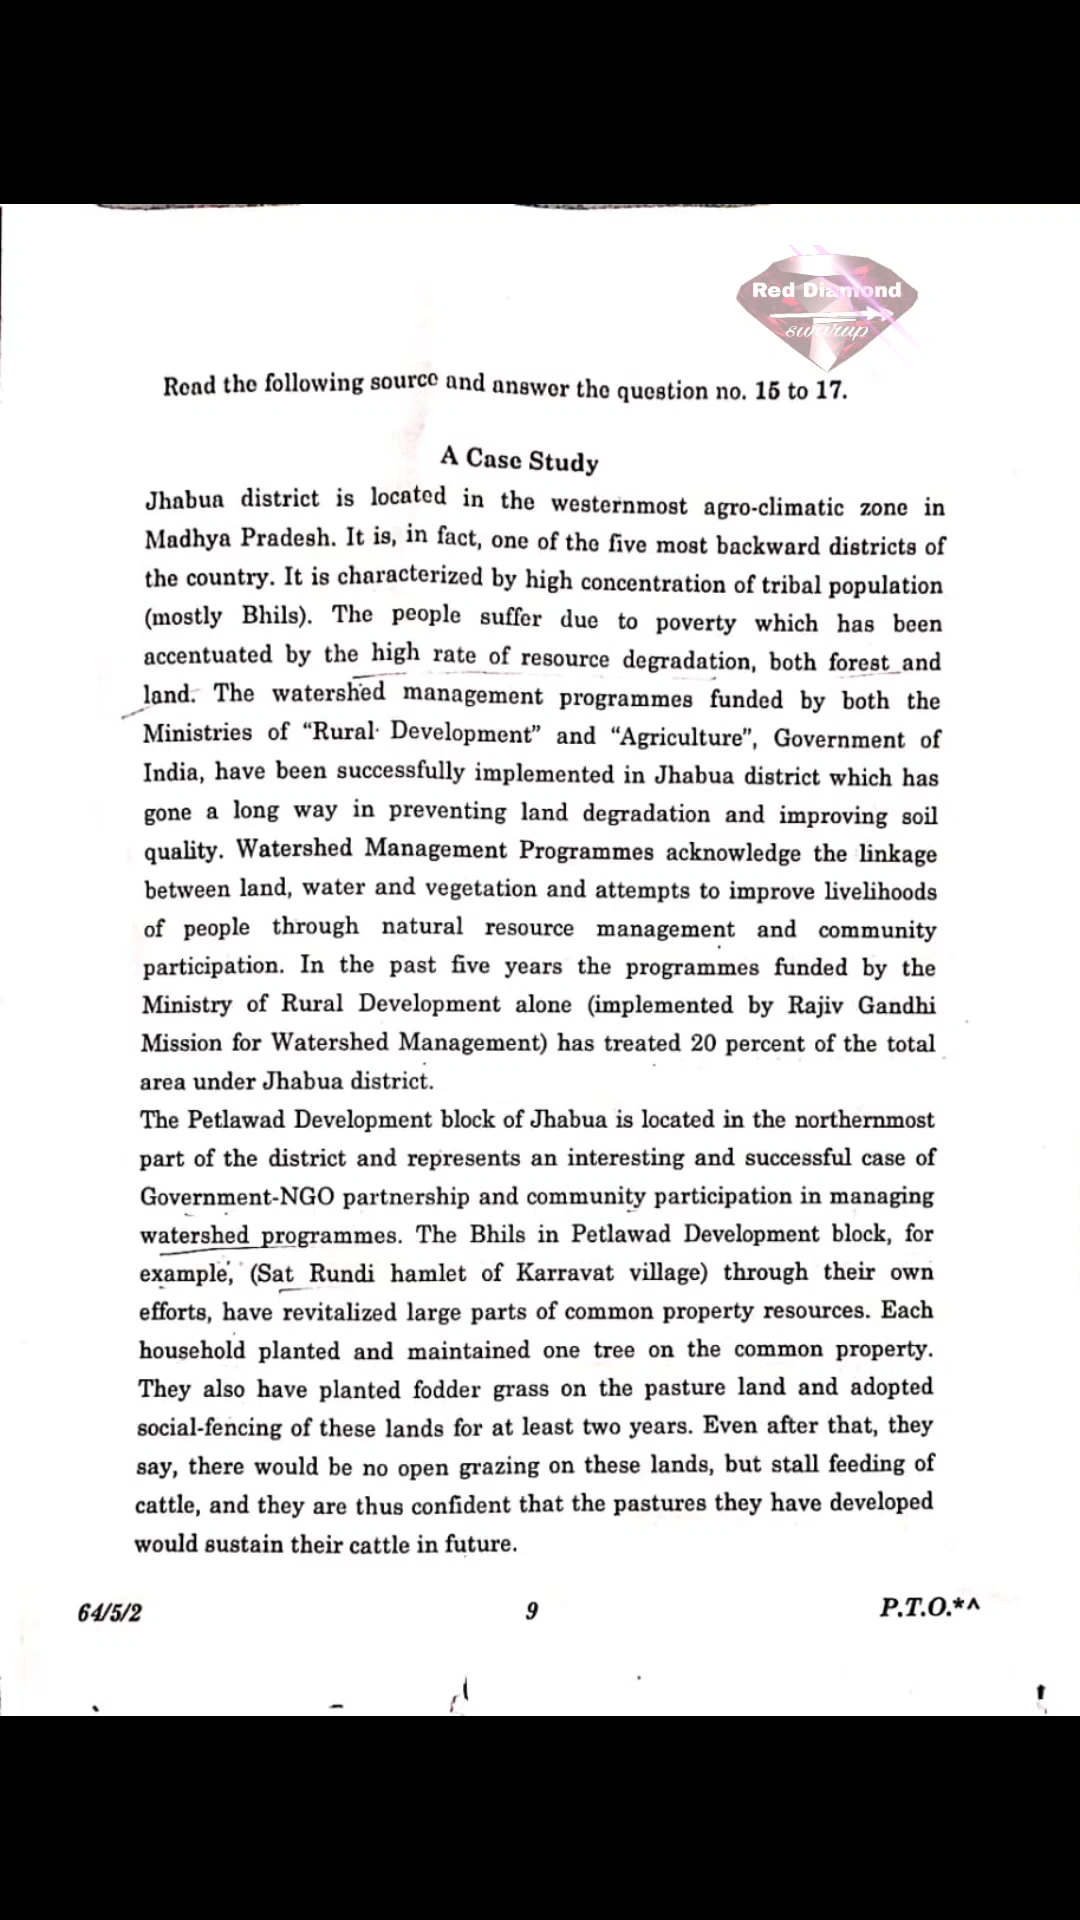 Red Diamond
swarup
Read the following source and answer the question no. 15 to 17.
A Case Study
Jhabua district is located in the westernmost agro-climatic zone in
Madhya Pradesh. It is, in fact, one of the five most backward districts of
the country. It is characterized by high concentration of tribal population
(mostly Bhils). The people suffer due to poverty which has been
accentuated by the high rate of resource degradation, both forest and
land. The watershed management programmes funded by both the
Ministries of “Rural Development” and “Agriculture”, Government of
India, have been successfully implemented in Jhabua district which has
gone a long way in preventing land degradation and improving soil
quality. Watershed Management Programmes acknowledge the linkage
between land, water and vegetation and attempts to improve livelihoods
of people through natural resource management and community
participation. In the past five years the programmes funded by the
Ministry of Rural Development alone (implemented by Rajiv Gandhi
Mission for Watershed Management) has treated 20 percent of the total
area under Jhabua district.
The Petlawad Development block of Jhabua is located in the northernmost
part of the district and represents an interesting and successful case of
Government-NGO partnership and community participation in managing
watershed programmes. The Bhils in Petlawad Development block, for
example, (Sat Rundi hamlet of Karravat village) through their own
efforts, have revitalized large parts of common property resources. Each
household planted and maintained one tree on the common property.
They also have planted fodder grass on the pasture land and adopted
social-fencing of these lands for at least two years. Even after that, they
say, there would be no open grazing on these lands, but stall feeding of
cattle, and they are thus confident that the pastures they have developed
would sustain their cattle in future.
64/5/2
9
P.T.O.*^